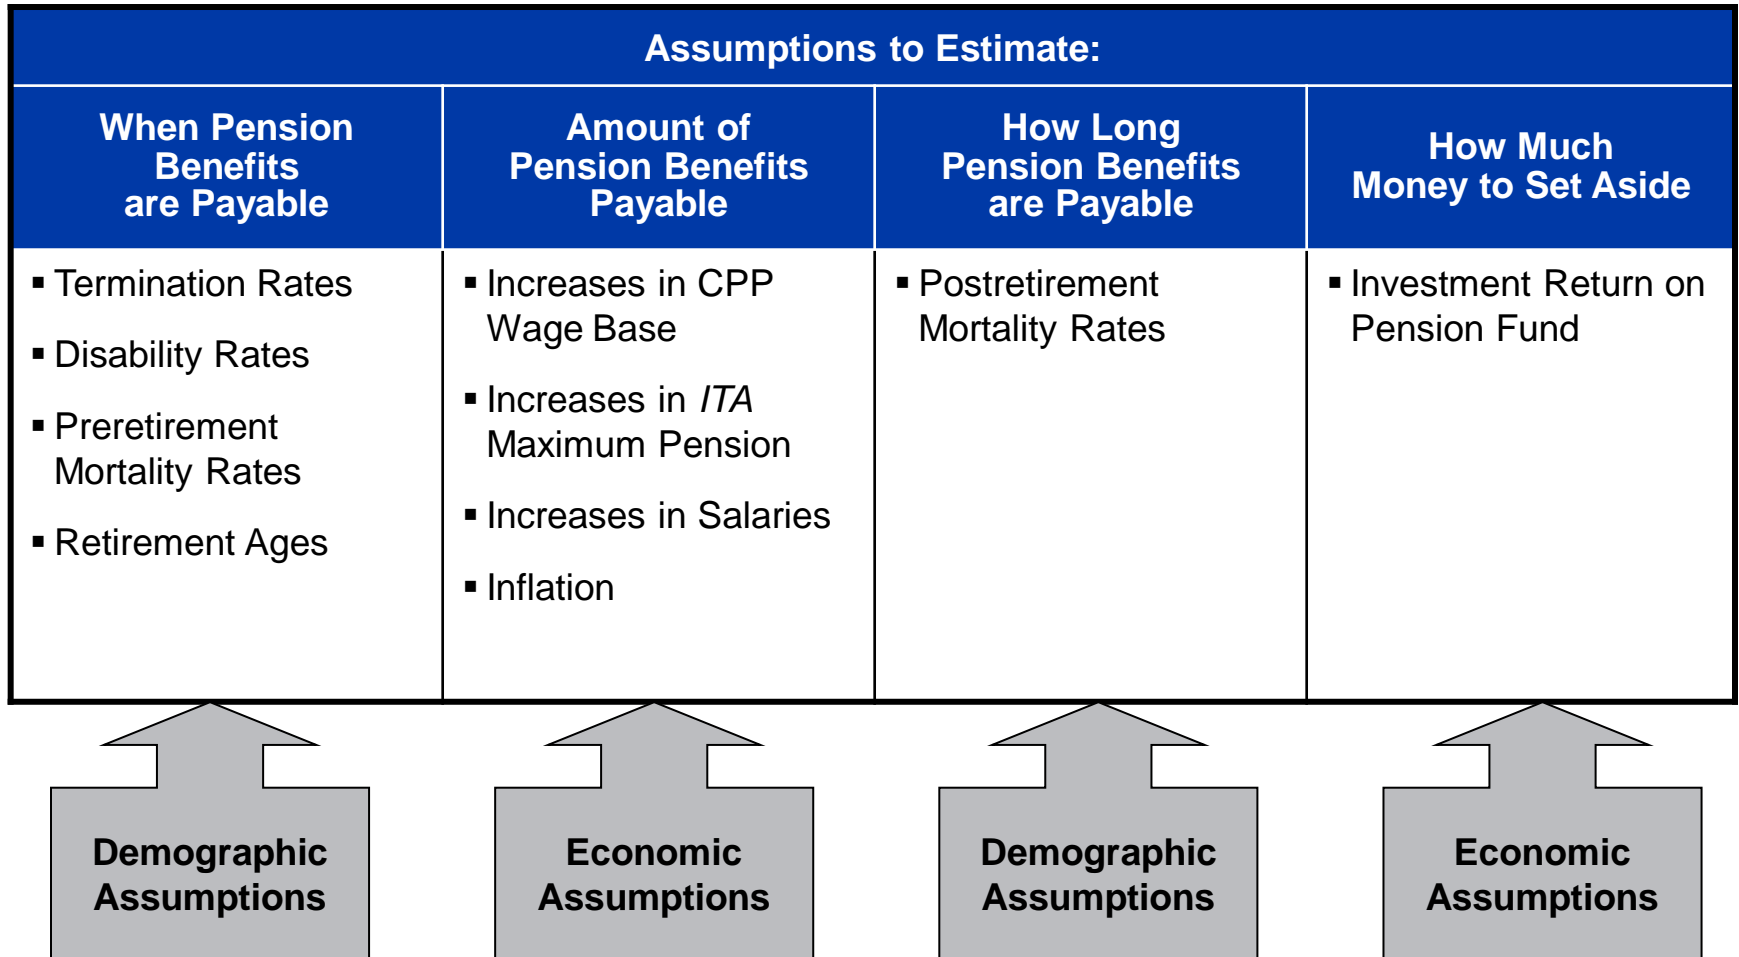 Assumptions to Estimate:
When Pension
Benefits
are Payable
Amount of
Pension Benefits
Payable
How Long
Pension Benefits
are Payable
How Much
Money to Set Aside
▪ Termination Rates
▪ Disability Rates
▪ Preretirement
Mortality Rates
▪ Retirement Ages
▪ Increases in CPP
Wage Base
▪ Increases in ITA
Maximum Pension
▪ Increases in Salaries
▪ Inflation
▪ Postretirement
Mortality Rates
▪ Investment Return on
Pension Fund
Demographic
Assumptions
Economic
Assumptions
Demographic
Assumptions
Economic
Assumptions